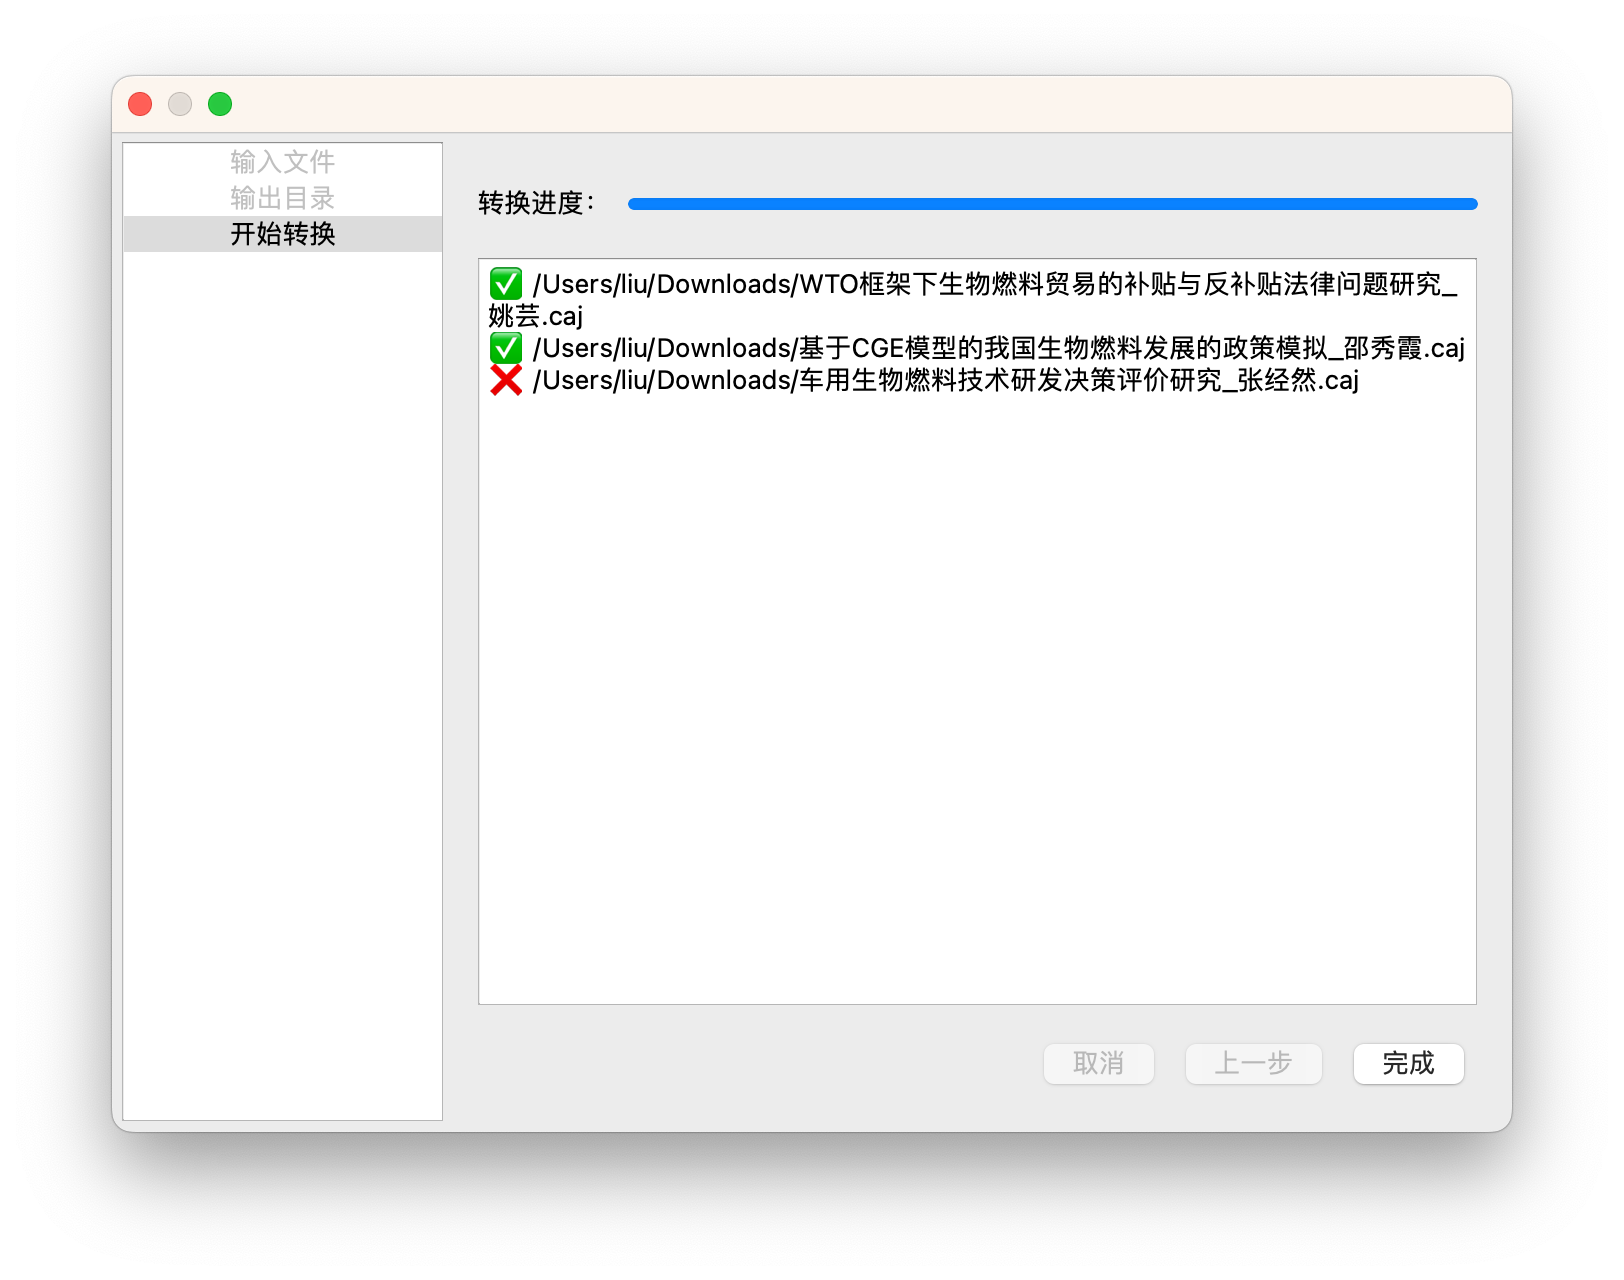 输入文件
输出目录
开始转换
转换进度：
✅ /Users/liu/Downloads/WTO框架下生物燃料贸易的补贴与反补贴法律问题研究_
姚芸.caj
✅ /Users/liu/Downloads/基于CGE模型的我国生物燃料发展的政策模拟_邵秀霞.caj
❌ /Users/liu/Downloads/车用生物燃料技术研发决策评价研究_张经然.caj
取消
上一步
完成